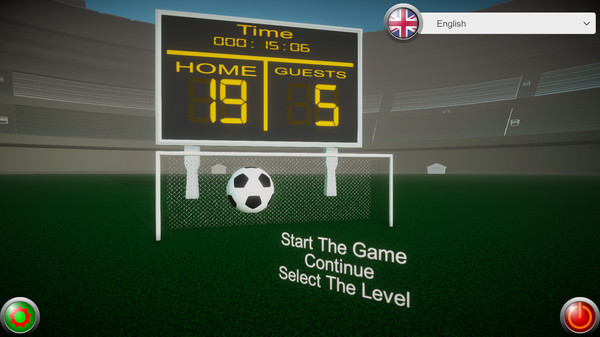 English
Time
000: 15:06
HOME
GUESTS
19
5
Start The Game
Continue
Select The Level